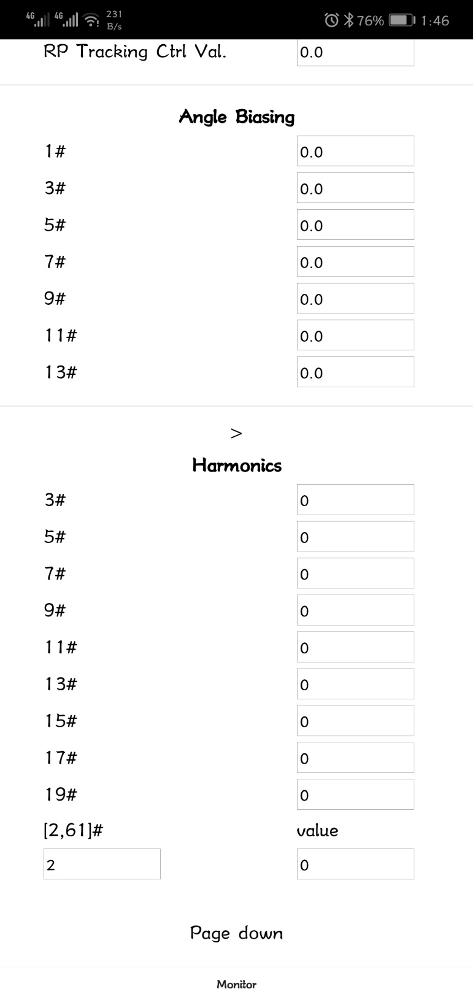 4G 4G 231 B/s 76% 1:46
RP Tracking Ctrl Val. 0.0
Angle Biasing
1# 0.0
3# 0.0
5# 0.0
7# 0.0
9# 0.0
11# 0.0
13# 0.0
>
Harmonics
3# 0
5# 0
7# 0
9# 0
11# 0
13# 0
15# 0
17# 0
19# 0
[2,61]# value
2 0
Page down
Monitor